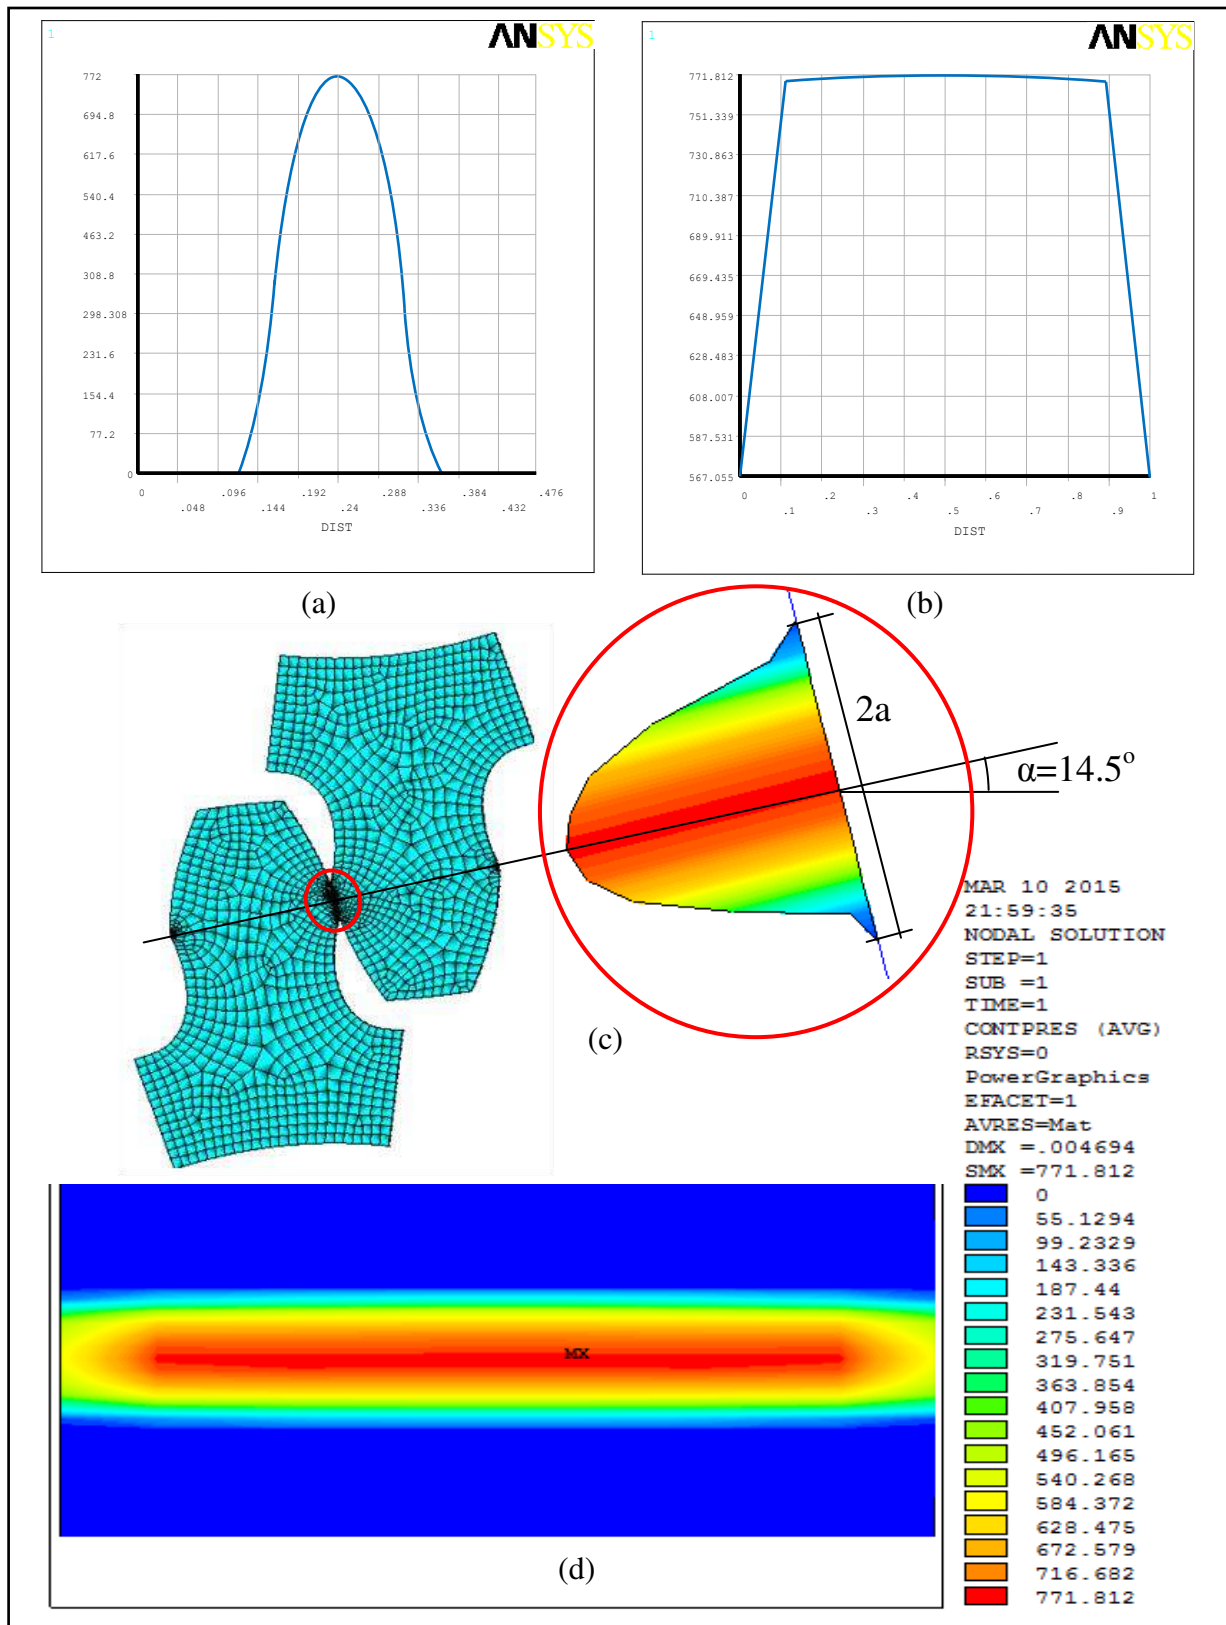 1
ANSYS
772
694.8
617.6
540.4
463.2
308.8
298.308
231.6
154.4
77.2
0
0 .096 .192 .288 .384 .476
.048 .144 .24 .336 .432
DIST
(a)
1
ANSYS
771.812
751.339
730.863
710.387
689.911
669.435
648.959
628.483
608.007
587.531
567.055
0 .2 .4 .6 .8 1
.1 .3 .5 .7 .9
DIST
(b)
2a
α=14.5°
(c)
MAR 10 2015
21:59:35
NODAL SOLUTION
STEP=1
SUB =1
TIME=1
CONTPRES (AVG)
RSYS=0
PowerGraphics
EFACET=1
AVRES=Mat
DMX =.004694
SMX =771.812
0
55.1294
99.2329
143.336
187.44
231.543
275.647
319.751
363.854
407.958
452.061
496.165
540.268
584.372
628.475
672.579
716.682
771.812
MX
(d)